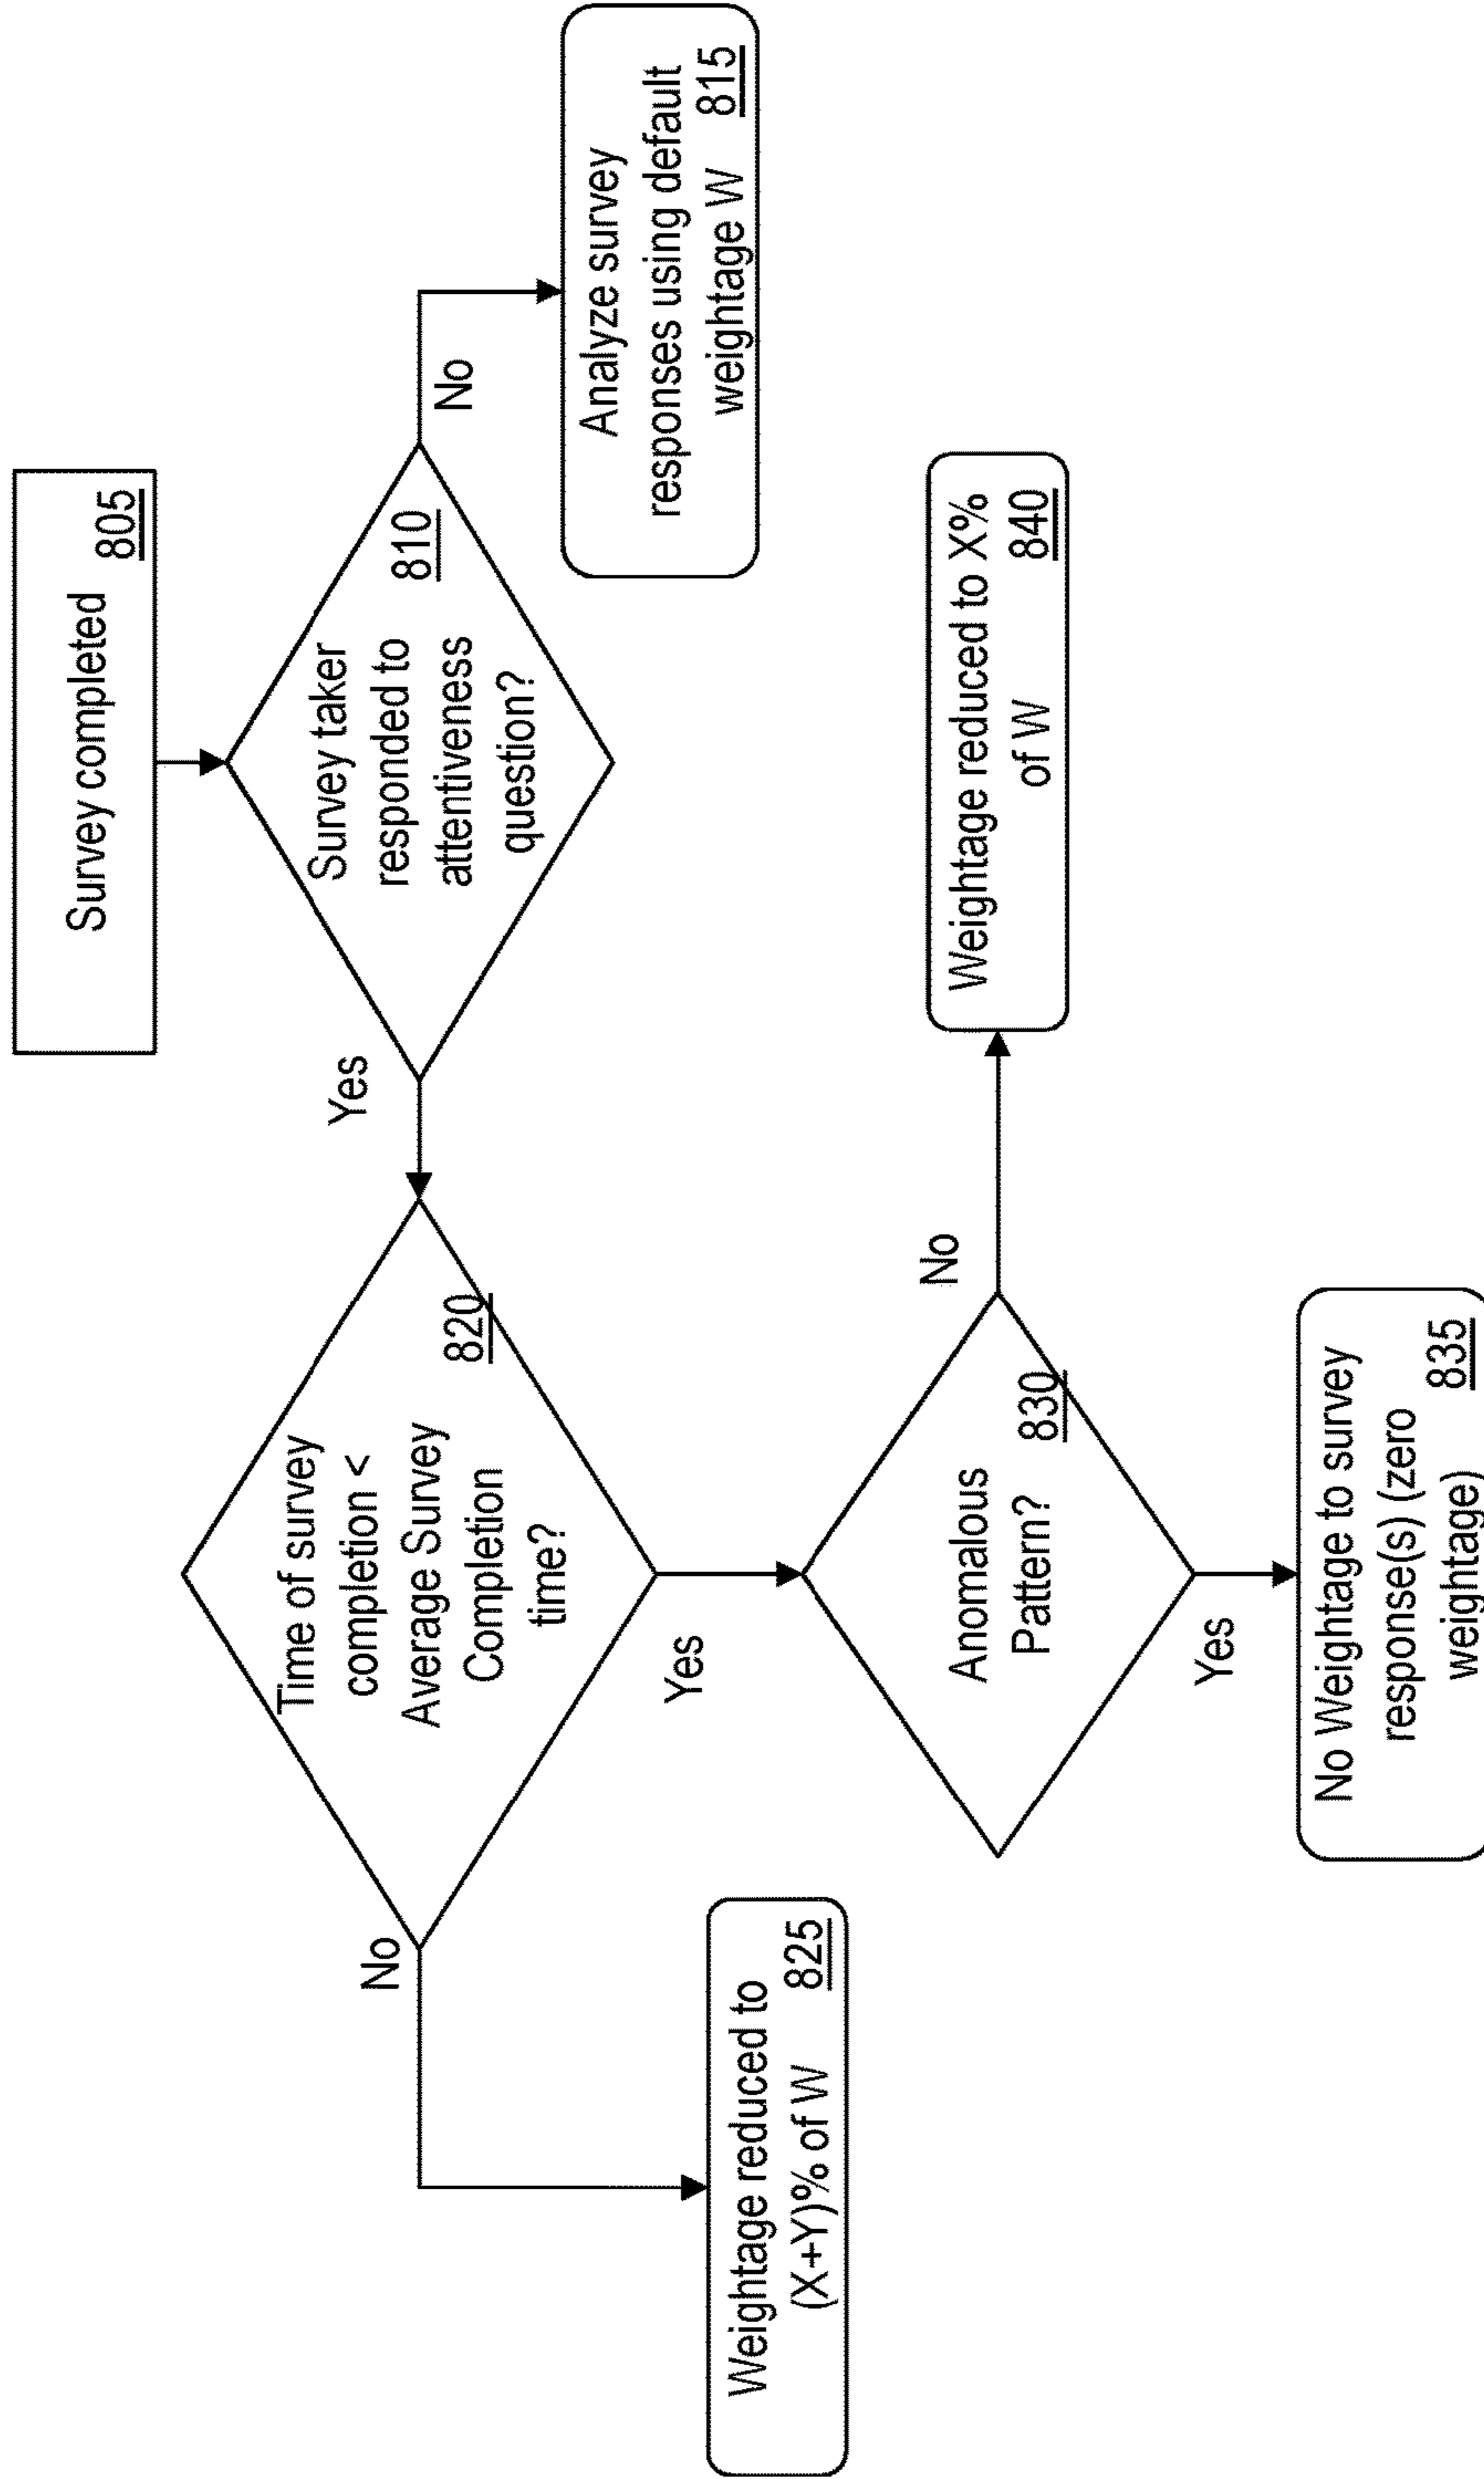 Survey completed
805
Survey taker
responded to
attentiveness
question?
810
No
Analyze survey
responses using default
weightage W
815
Yes
Time of survey
completion <
Average Survey
Completion
time?
820
No
Weightage reduced to
(X+Y)% of W
825
Yes
Anomalous
Pattern?
830
No
Weightage reduced to X%
of W
840
Yes
No Weightage to survey
response(s) (zero
weightage)
835